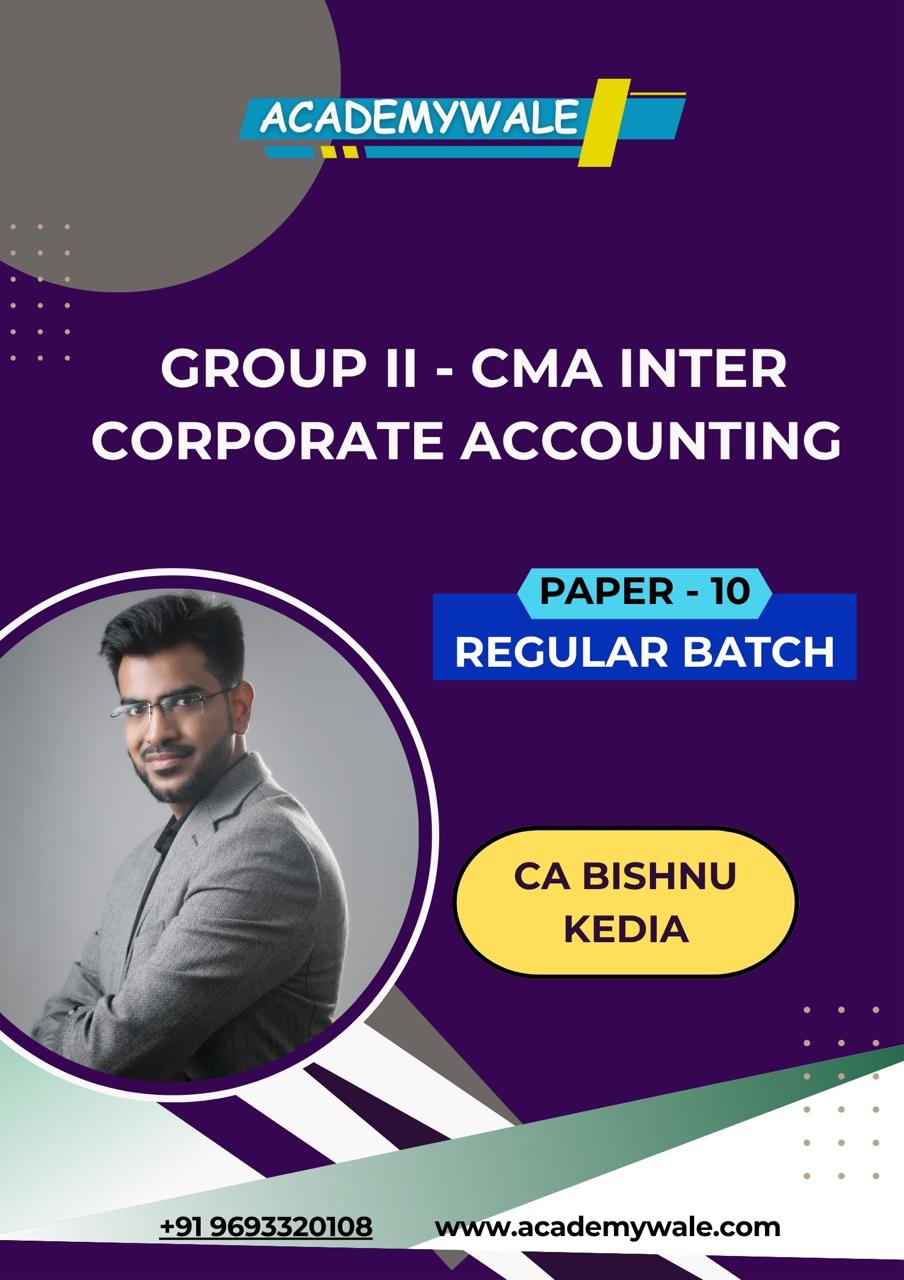 ACADEMYWALE
GROUP II - CMA INTER
CORPORATE ACCOUNTING
PAPER - 10
REGULAR BATCH
CA BISHNU
KEDIA
+91 9693320108
www.academywale.com